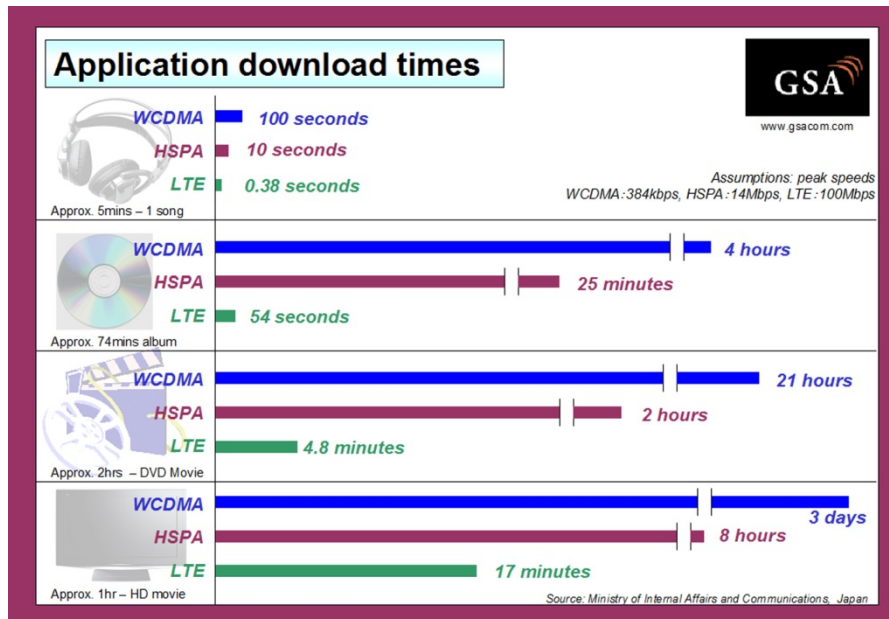 Application download times
GSA
www.gsacom.com
Assumptions: peak speeds
WCDMA:384kbps, HSPA:14Mbps, LTE:100Mbps
WCDMA 100 seconds
HSPA 10 seconds
LTE 0.38 seconds
Approx. 5mins – 1 song
WCDMA 4 hours
HSPA 25 minutes
LTE 54 seconds
Approx. 74mins album
WCDMA 21 hours
HSPA 2 hours
LTE 4.8 minutes
Approx. 2hrs – DVD Movie
WCDMA 3 days
HSPA 8 hours
LTE 17 minutes
Approx. 1hr – HD movie
Source: Ministry of Internal Affairs and Communications, Japan